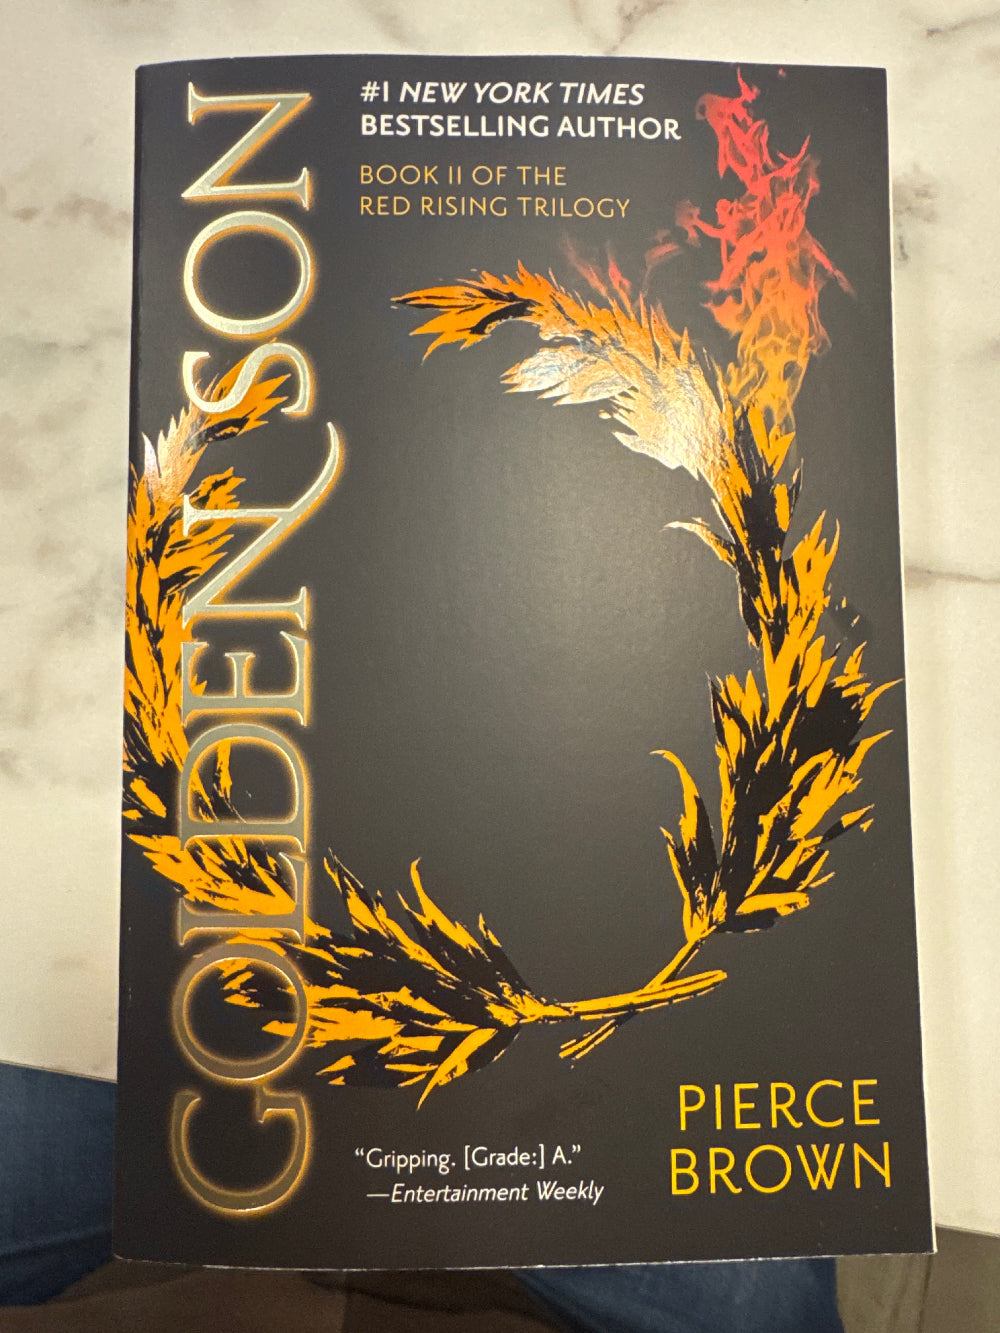 GOLDEN SON
#1 NEW YORK TIMES
BESTSELLING AUTHOR
BOOK II OF THE
RED RISING TRILOGY
"Gripping. [Grade:] A."
—Entertainment Weekly
PIERCE
BROWN